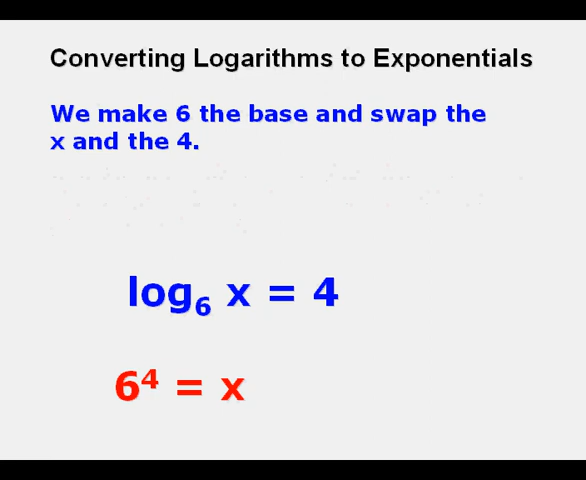 Converting Logarithms to Exponentials
We make 6 the base and swap the
x and the 4.
log₆ x = 4
6⁴ = x